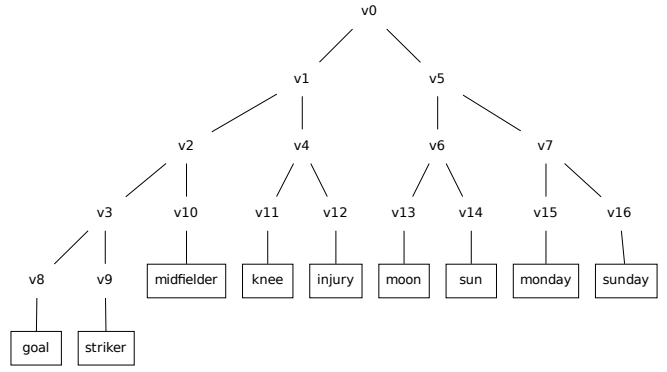 v0
v1 v5
v2 v4 v6 v7
v3 v10 v11 v12 v13 v14 v15 v16
v8 v9 midfielder knee injury moon sun monday sunday
goal striker